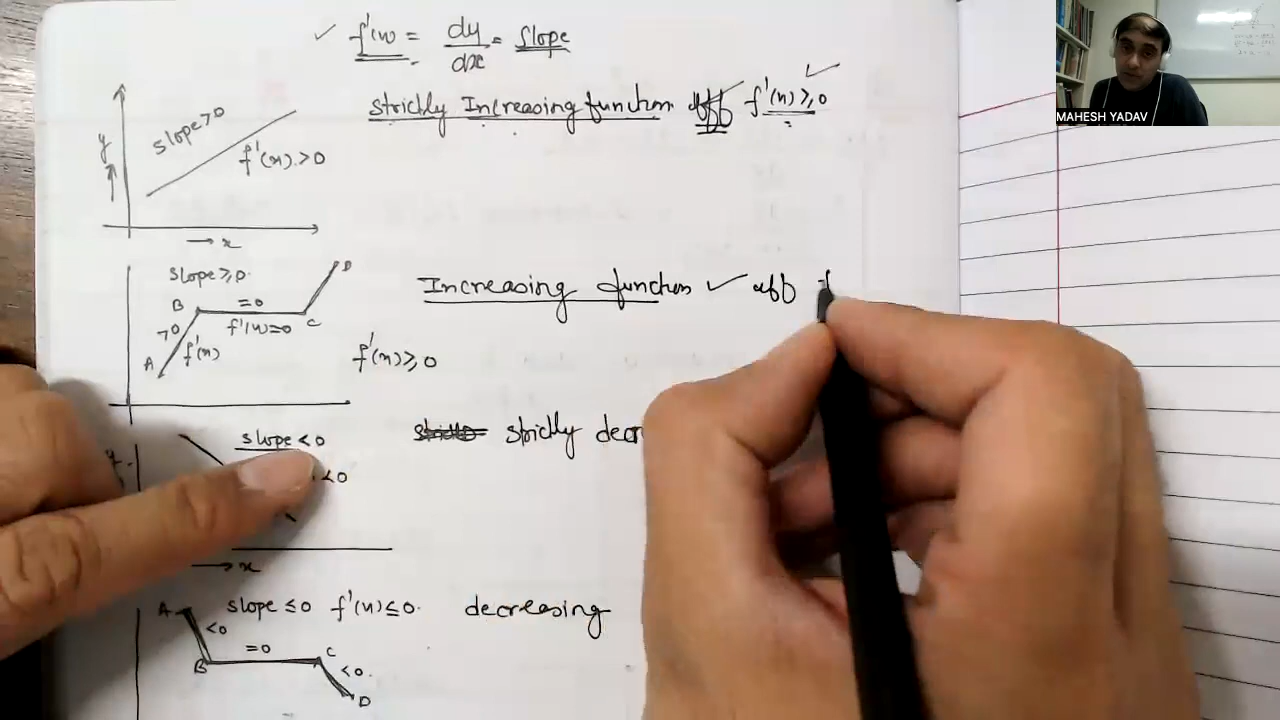 f'(x) = dy/dx = slope
strictly Increasing function iff f'(x) ≥ 0
MAHESH YADAV
y
slope > 0
f'(x) > 0
→ x
slope ≥ 0
D
B
= 0
C
f'(x) = 0
> 0
A
f'(x)
f'(x) ≥ 0
Increasing function ✓ iff f
slope < 0
strictly decr
y
< 0
→ x
A
slope ≤ 0 f'(x) ≤ 0.
decreasing
< 0
= 0
B
C
< 0.
D